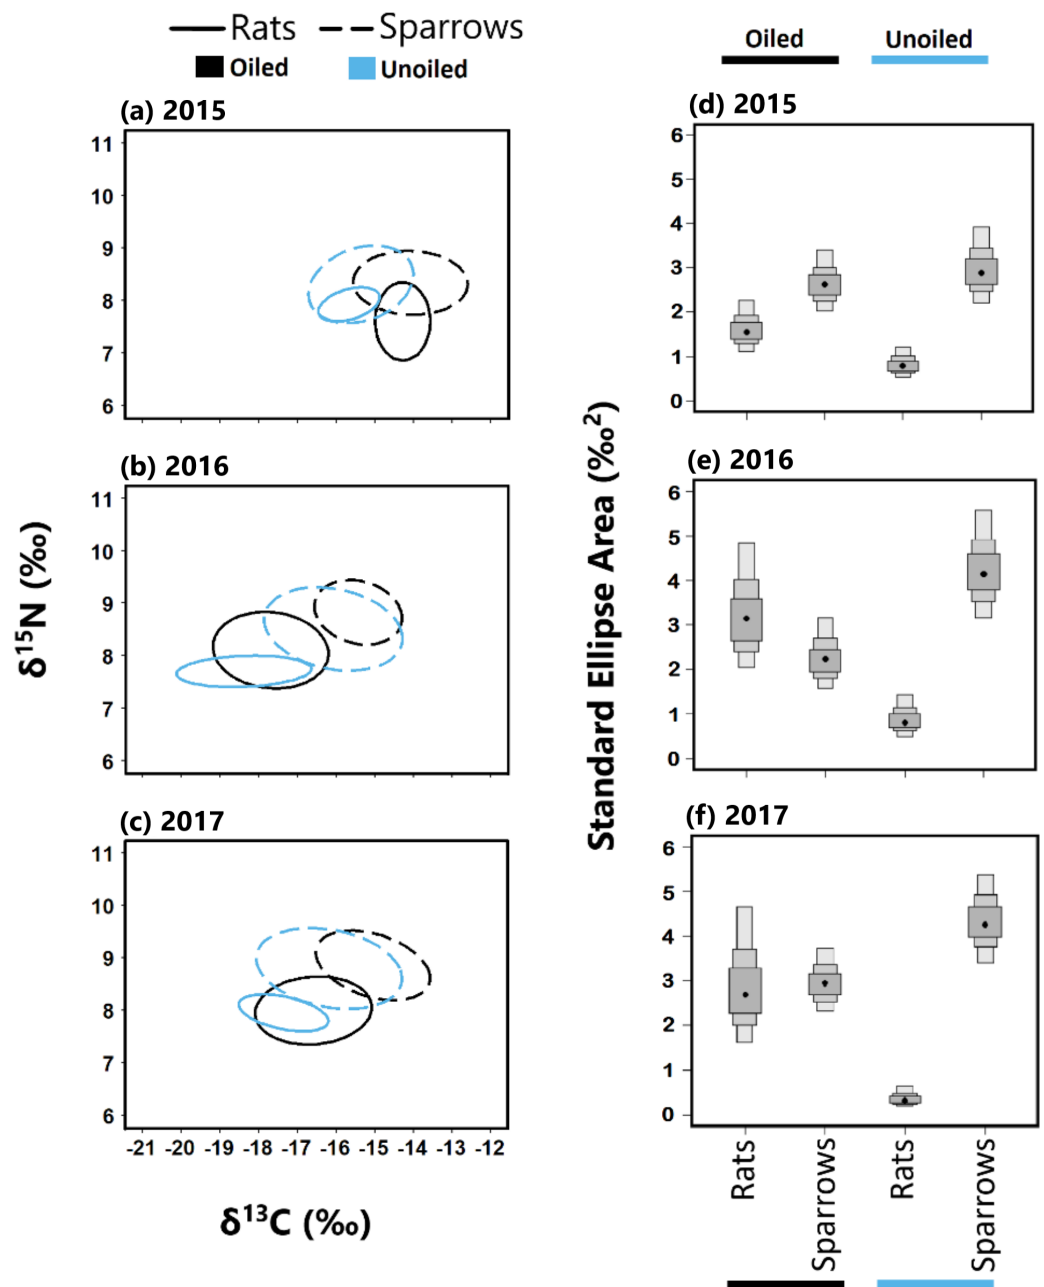 Rats Sparrows
Oiled Unoiled
Oiled Unoiled
(a) 2015
11
10
9
8
7
6
(d) 2015
6
5
4
3
2
1
0
(b) 2016
11
10
9
8
7
6
(e) 2016
6
5
4
3
2
1
0
(c) 2017
11
10
9
8
7
6
-21 -20 -19 -18 -17 -16 -15 -14 -13 -12
(f) 2017
6
5
4
3
2
1
0
Rats
Sparrows
Rats
Sparrows
δ¹⁵N (‰)
δ¹³C (‰)
Standard Ellipse Area (‰²)